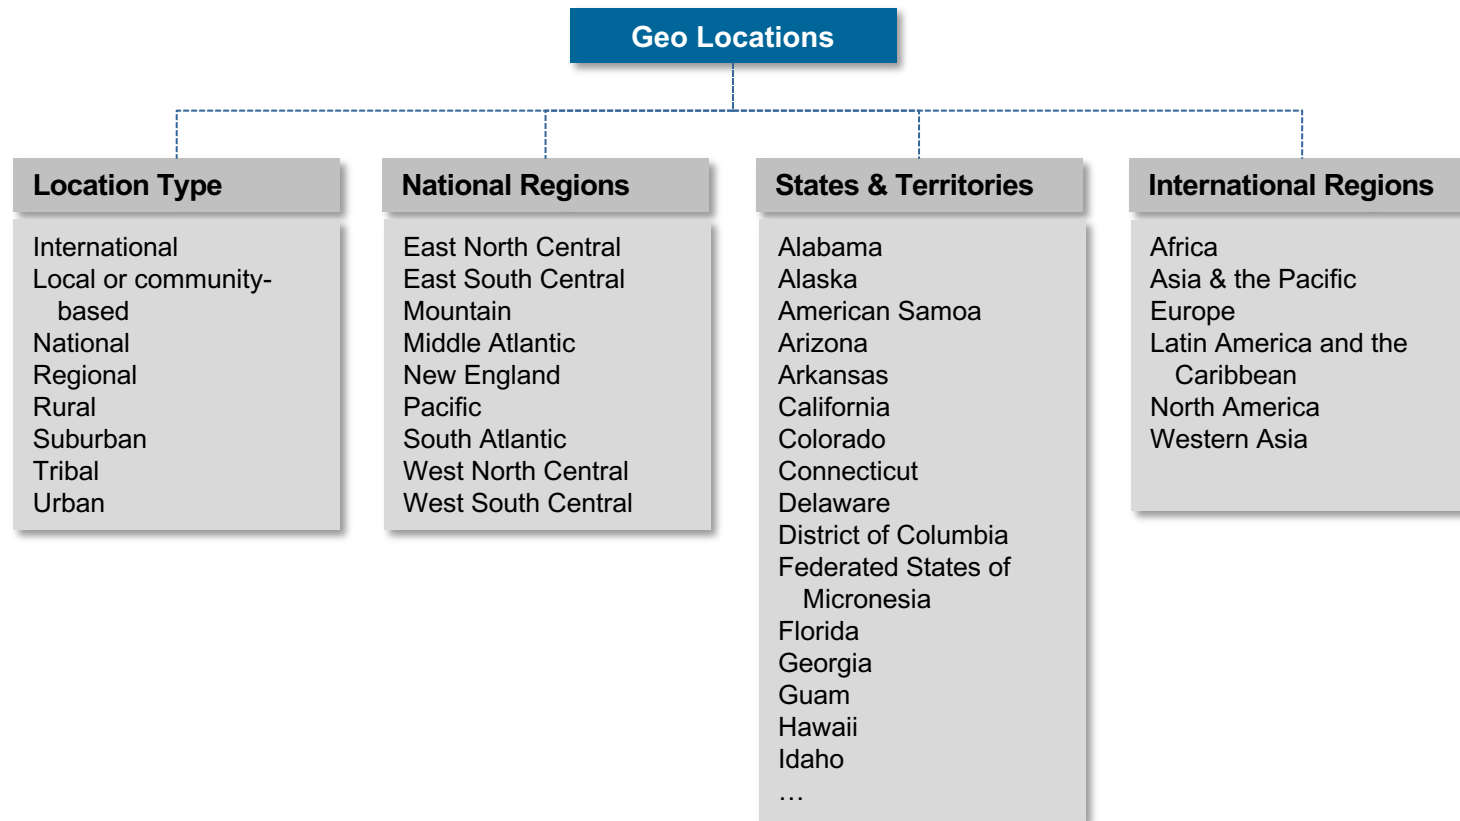 Geo Locations
Location Type
International
Local or community-
based
National
Regional
Rural
Suburban
Tribal
Urban
National Regions
East North Central
East South Central
Mountain
Middle Atlantic
New England
Pacific
South Atlantic
West North Central
West South Central
States & Territories
Alabama
Alaska
American Samoa
Arizona
Arkansas
California
Colorado
Connecticut
Delaware
District of Columbia
Federated States of
Micronesia
Florida
Georgia
Guam
Hawaii
Idaho
…
International Regions
Africa
Asia & the Pacific
Europe
Latin America and the
Caribbean
North America
Western Asia